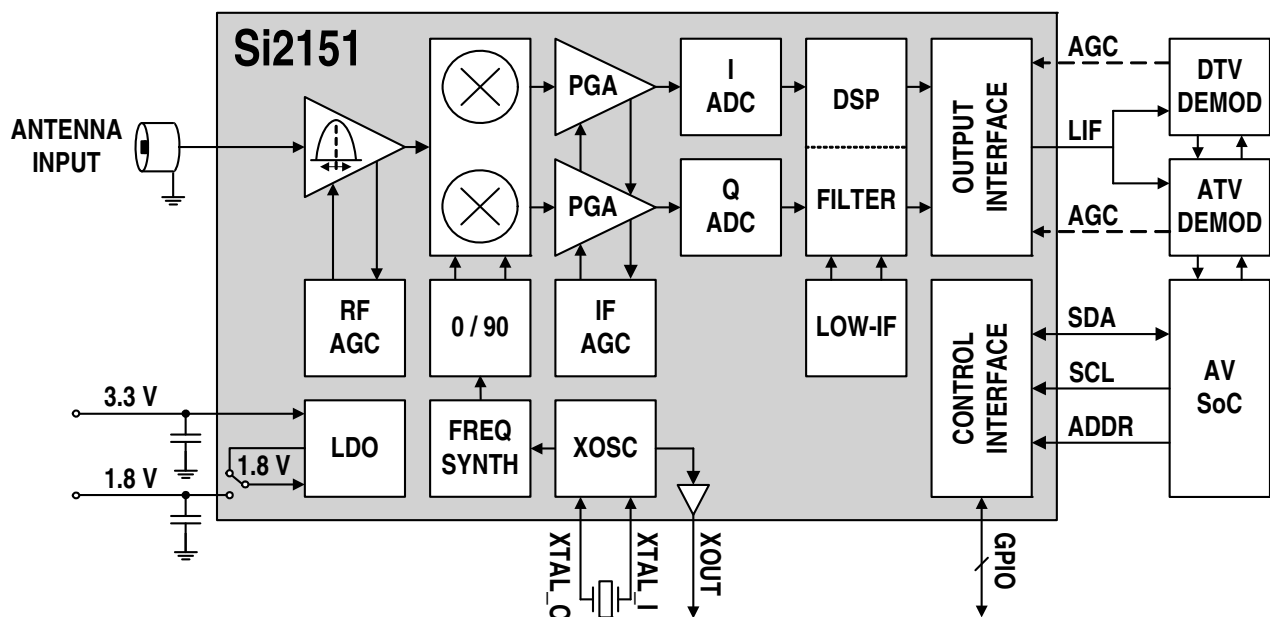 Si2151
ANTENNA
INPUT
PGA
PGA
I
ADC
Q
ADC
DSP
FILTER
OUTPUT
INTERFACE
AGC
LIF
AGC
DTV
DEMOD
ATV
DEMOD
RF
AGC
0 / 90
IF
AGC
LOW-IF
CONTROL
INTERFACE
SDA
SCL
ADDR
AV
SoC
3.3 V
1.8 V
1.8 V
LDO
FREQ
SYNTH
XOSC
XTAL_O
XTAL_I
XOUT
GPIO